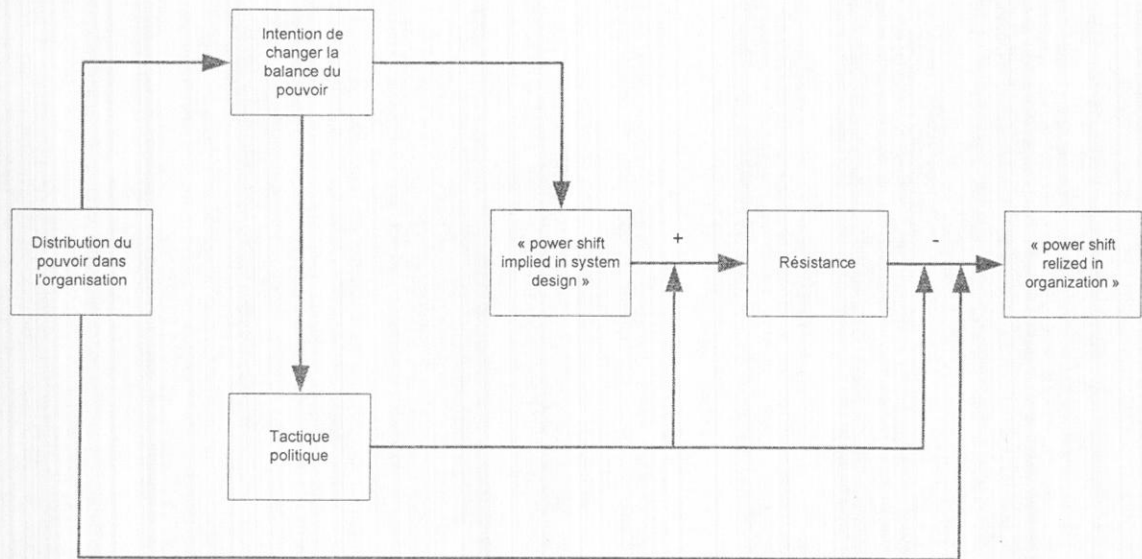 Intention de
changer la
balance du
pouvoir
Distribution du
pouvoir dans
l'organisation
« power shift
implied in system
design »
+
Résistance
-
« power shift
relized in
organization »
Tactique
politique